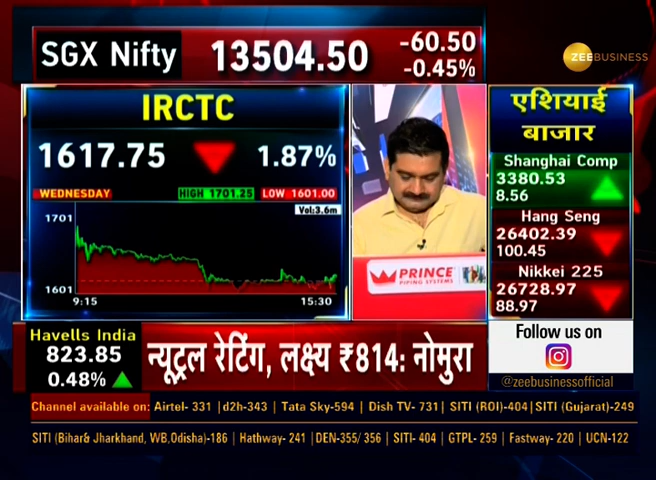 SGX Nifty 13504.50 -60.50
-0.45%
ZEE BUSINESS
IRCTC
1617.75 1.87%
WEDNESDAY HIGH 1701.25 LOW 1601.00
Vol:3.6m
1701
1601
9:15 15:30
PRINCE
PIPING SYSTEMS
एशियाई
बाजार
Shanghai Comp
3380.53
8.56
Hang Seng
26402.39
100.45
Nikkei 225
26728.97
88.97
Havells India
823.85
0.48%
न्यूट्रल रेटिंग, लक्ष्य ₹814: नोमुरा
Follow us on
@zeebusinessofficial
Channel available on: Airtel- 331 | d2h-343 | Tata Sky-594 | Dish TV- 731 | SITI (ROI)-404 | SITI (Gujarat)-249
SITI (Bihar& Jharkhand, WB,Odisha)-186 | Hathway- 241 |DEN-355/ 356 | SITI- 404 | GTPL- 259 | Fastway- 220 | UCN-122